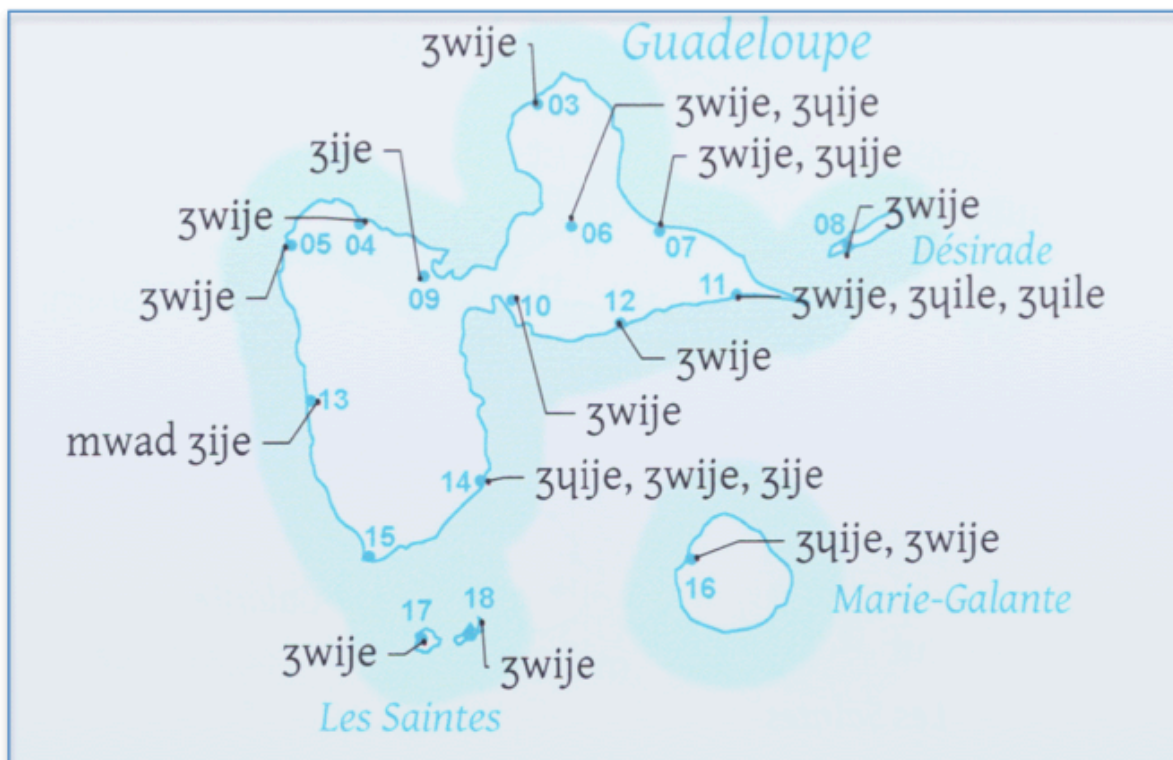 ʒwije
Guadeloupe
03
ʒwije, ʒɥije
ʒije
ʒwije, ʒɥije
ʒwije
ʒwije
08
05
04
06
07
Désirade
09
11
ʒwije
10
12
ʒwije, ʒɥile, ʒɥile
ʒwije
13
ʒwije
mwad ʒije
14
ʒɥije, ʒwije, ʒije
15
ʒɥije, ʒwije
16
Marie-Galante
17
18
ʒwije
ʒwije
Les Saintes